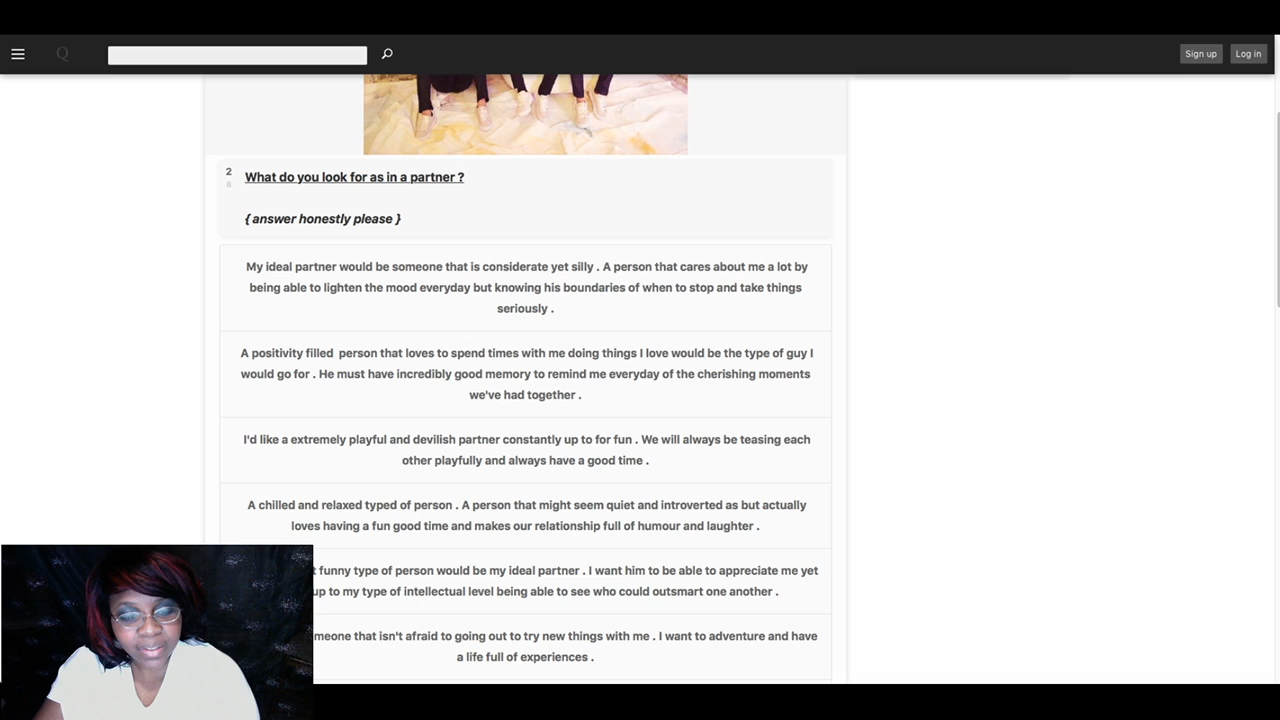 Q
Sign up
Log in
2
8
What do you look for as in a partner ?
{ answer honestly please }
My ideal partner would be someone that is considerate yet silly . A person that cares about me a lot by
being able to lighten the mood everyday but knowing his boundaries of when to stop and take things
seriously .
A positivity filled person that loves to spend times with me doing things I love would be the type of guy I
would go for . He must have incredibly good memory to remind me everyday of the cherishing moments
we've had together .
I'd like a extremely playful and devilish partner constantly up to for fun . We will always be teasing each
other playfully and always have a good time .
A chilled and relaxed typed of person . A person that might seem quiet and introverted as but actually
loves having a fun good time and makes our relationship full of humour and laughter .
funny type of person would be my ideal partner . I want him to be able to appreciate me yet
up to my type of intellectual level being able to see who could outsmart one another .
that isn't afraid to going out to try new things with me . I want to adventure and have
a life full of experiences .